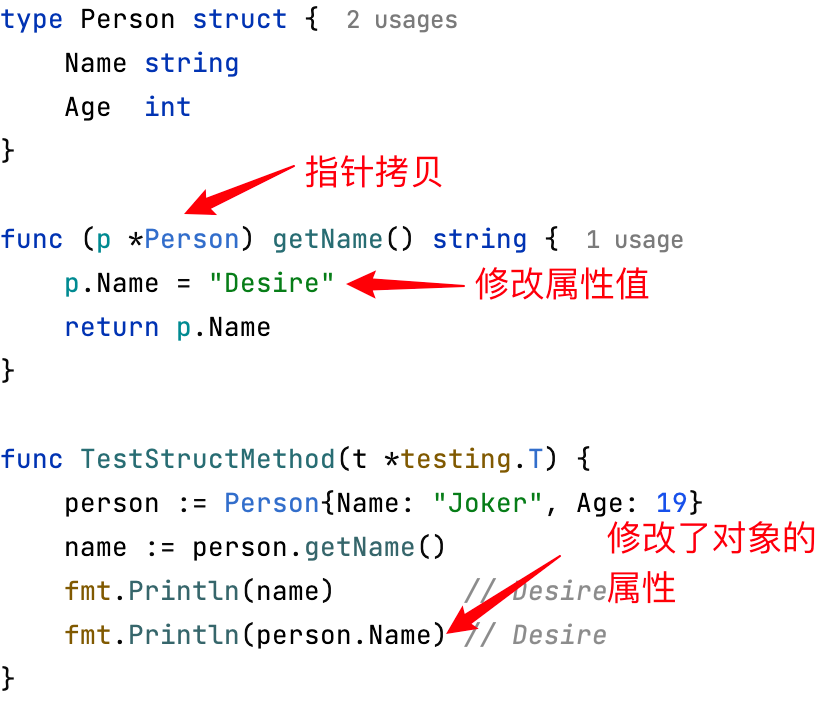 type Person struct { 2 usages
    Name string
    Age  int
}
指针拷贝
func (p *Person) getName() string { 1 usage
    p.Name = "Desire" 修改属性值
    return p.Name
}
func TestStructMethod(t *testing.T) {
    person := Person{Name: "Joker", Age: 19}
    name := person.getName() 修改了对象的
    fmt.Println(name)         // Desire 属性
    fmt.Println(person.Name) // Desire
}